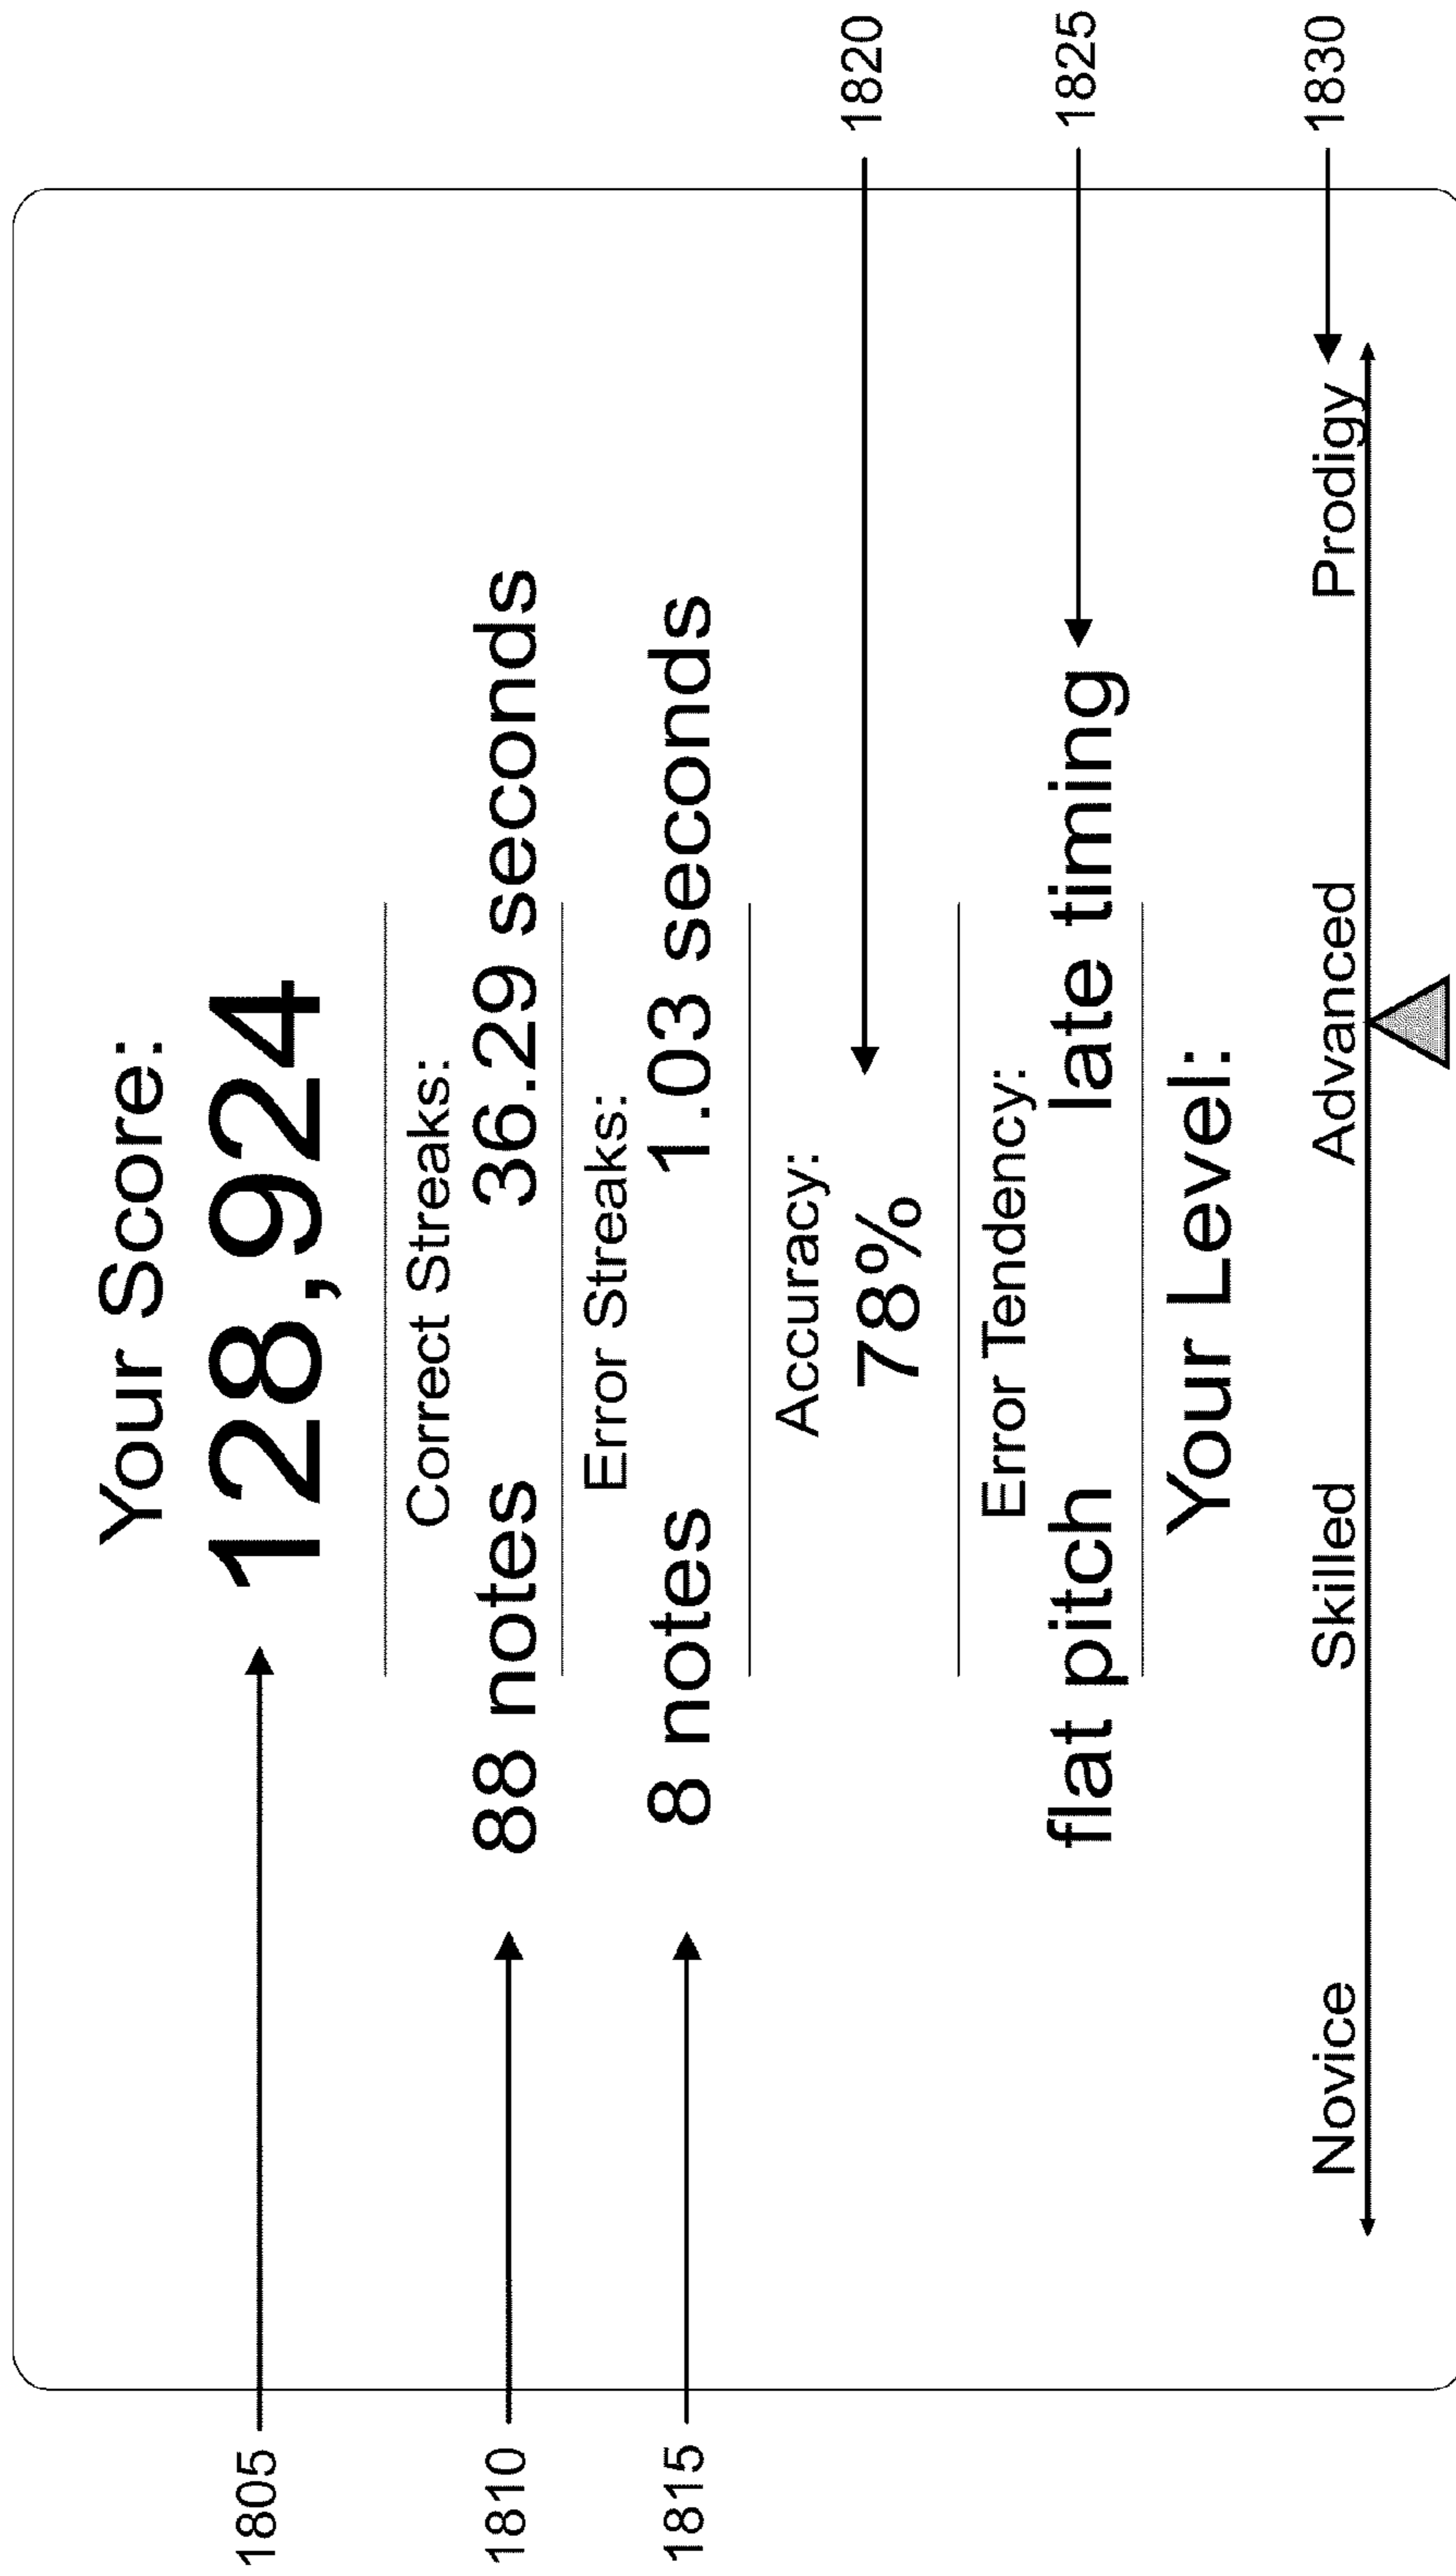 Your Score:
1805 128,924
Correct Streaks:
1810 88 notes 36.29 seconds
Error Streaks:
1815 8 notes 1.03 seconds
Accuracy:
78% 1820
Error Tendency:
flat pitch late timing 1825
Your Level:
Novice Skilled Advanced Prodigy 1830